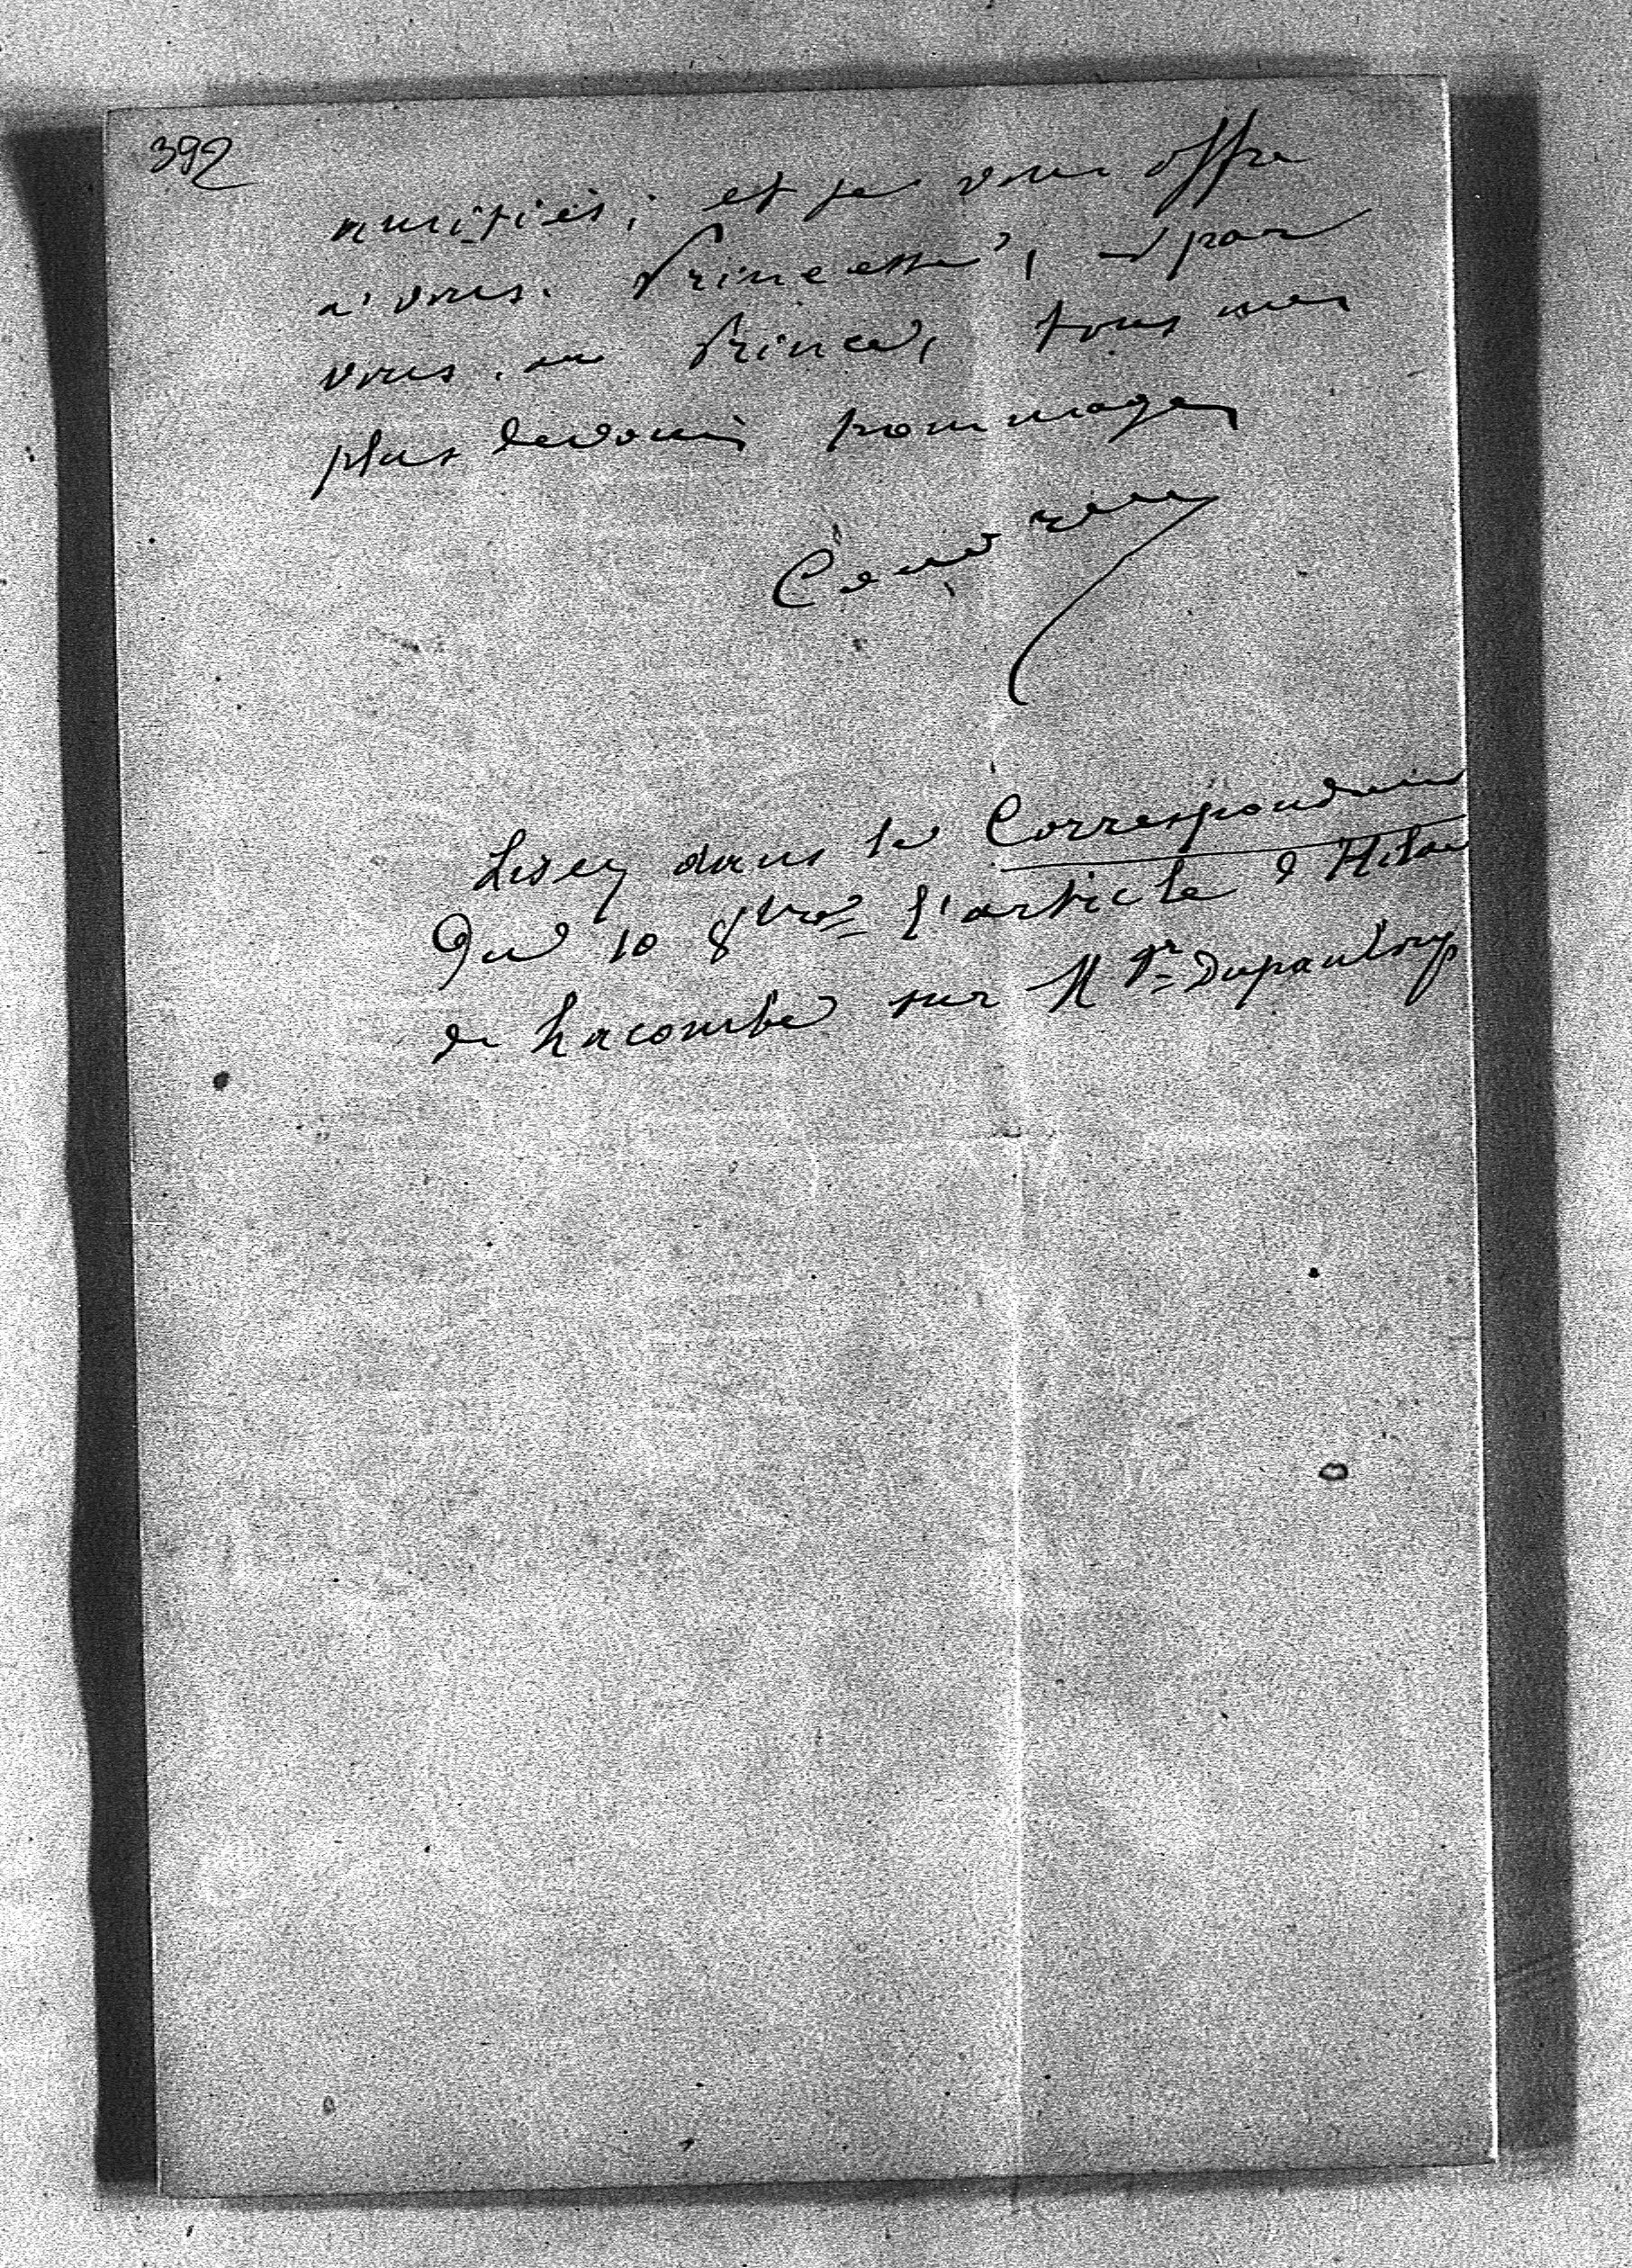 392
amitiés ; et je vous offre
à vous. Princesse, et par
vous. au Prince, tous mes
plus dévoués hommages
Lisez dans le Correspondant
du 10 8bre l'article d'Hilaire
de Lacombe sur Mgr Dupanloup